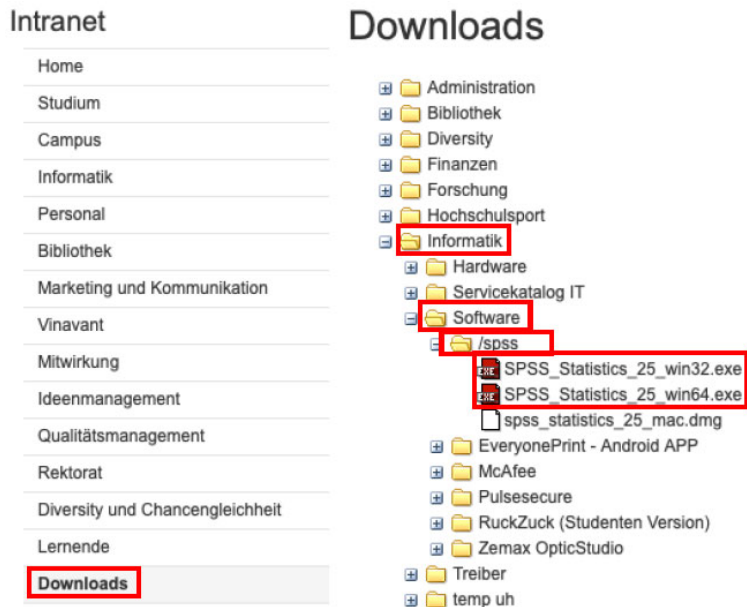 Intranet
Home
Studium
Campus
Informatik
Personal
Bibliothek
Marketing und Kommunikation
Vinavant
Mitwirkung
Ideenmanagement
Qualitätsmanagement
Rektorat
Diversity und Chancengleichheit
Lernende
Downloads
Downloads
Administration
Bibliothek
Diversity
Finanzen
Forschung
Hochschulsport
Informatik
Hardware
Servicekatalog IT
Software
/spss
EXE SPSS_Statistics_25_win32.exe
EXE SPSS_Statistics_25_win64.exe
spss_statistics_25_mac.dmg
EveryonePrint - Android APP
McAfee
Pulsesecure
RuckZuck (Studenten Version)
Zemax OpticStudio
Treiber
temp uh